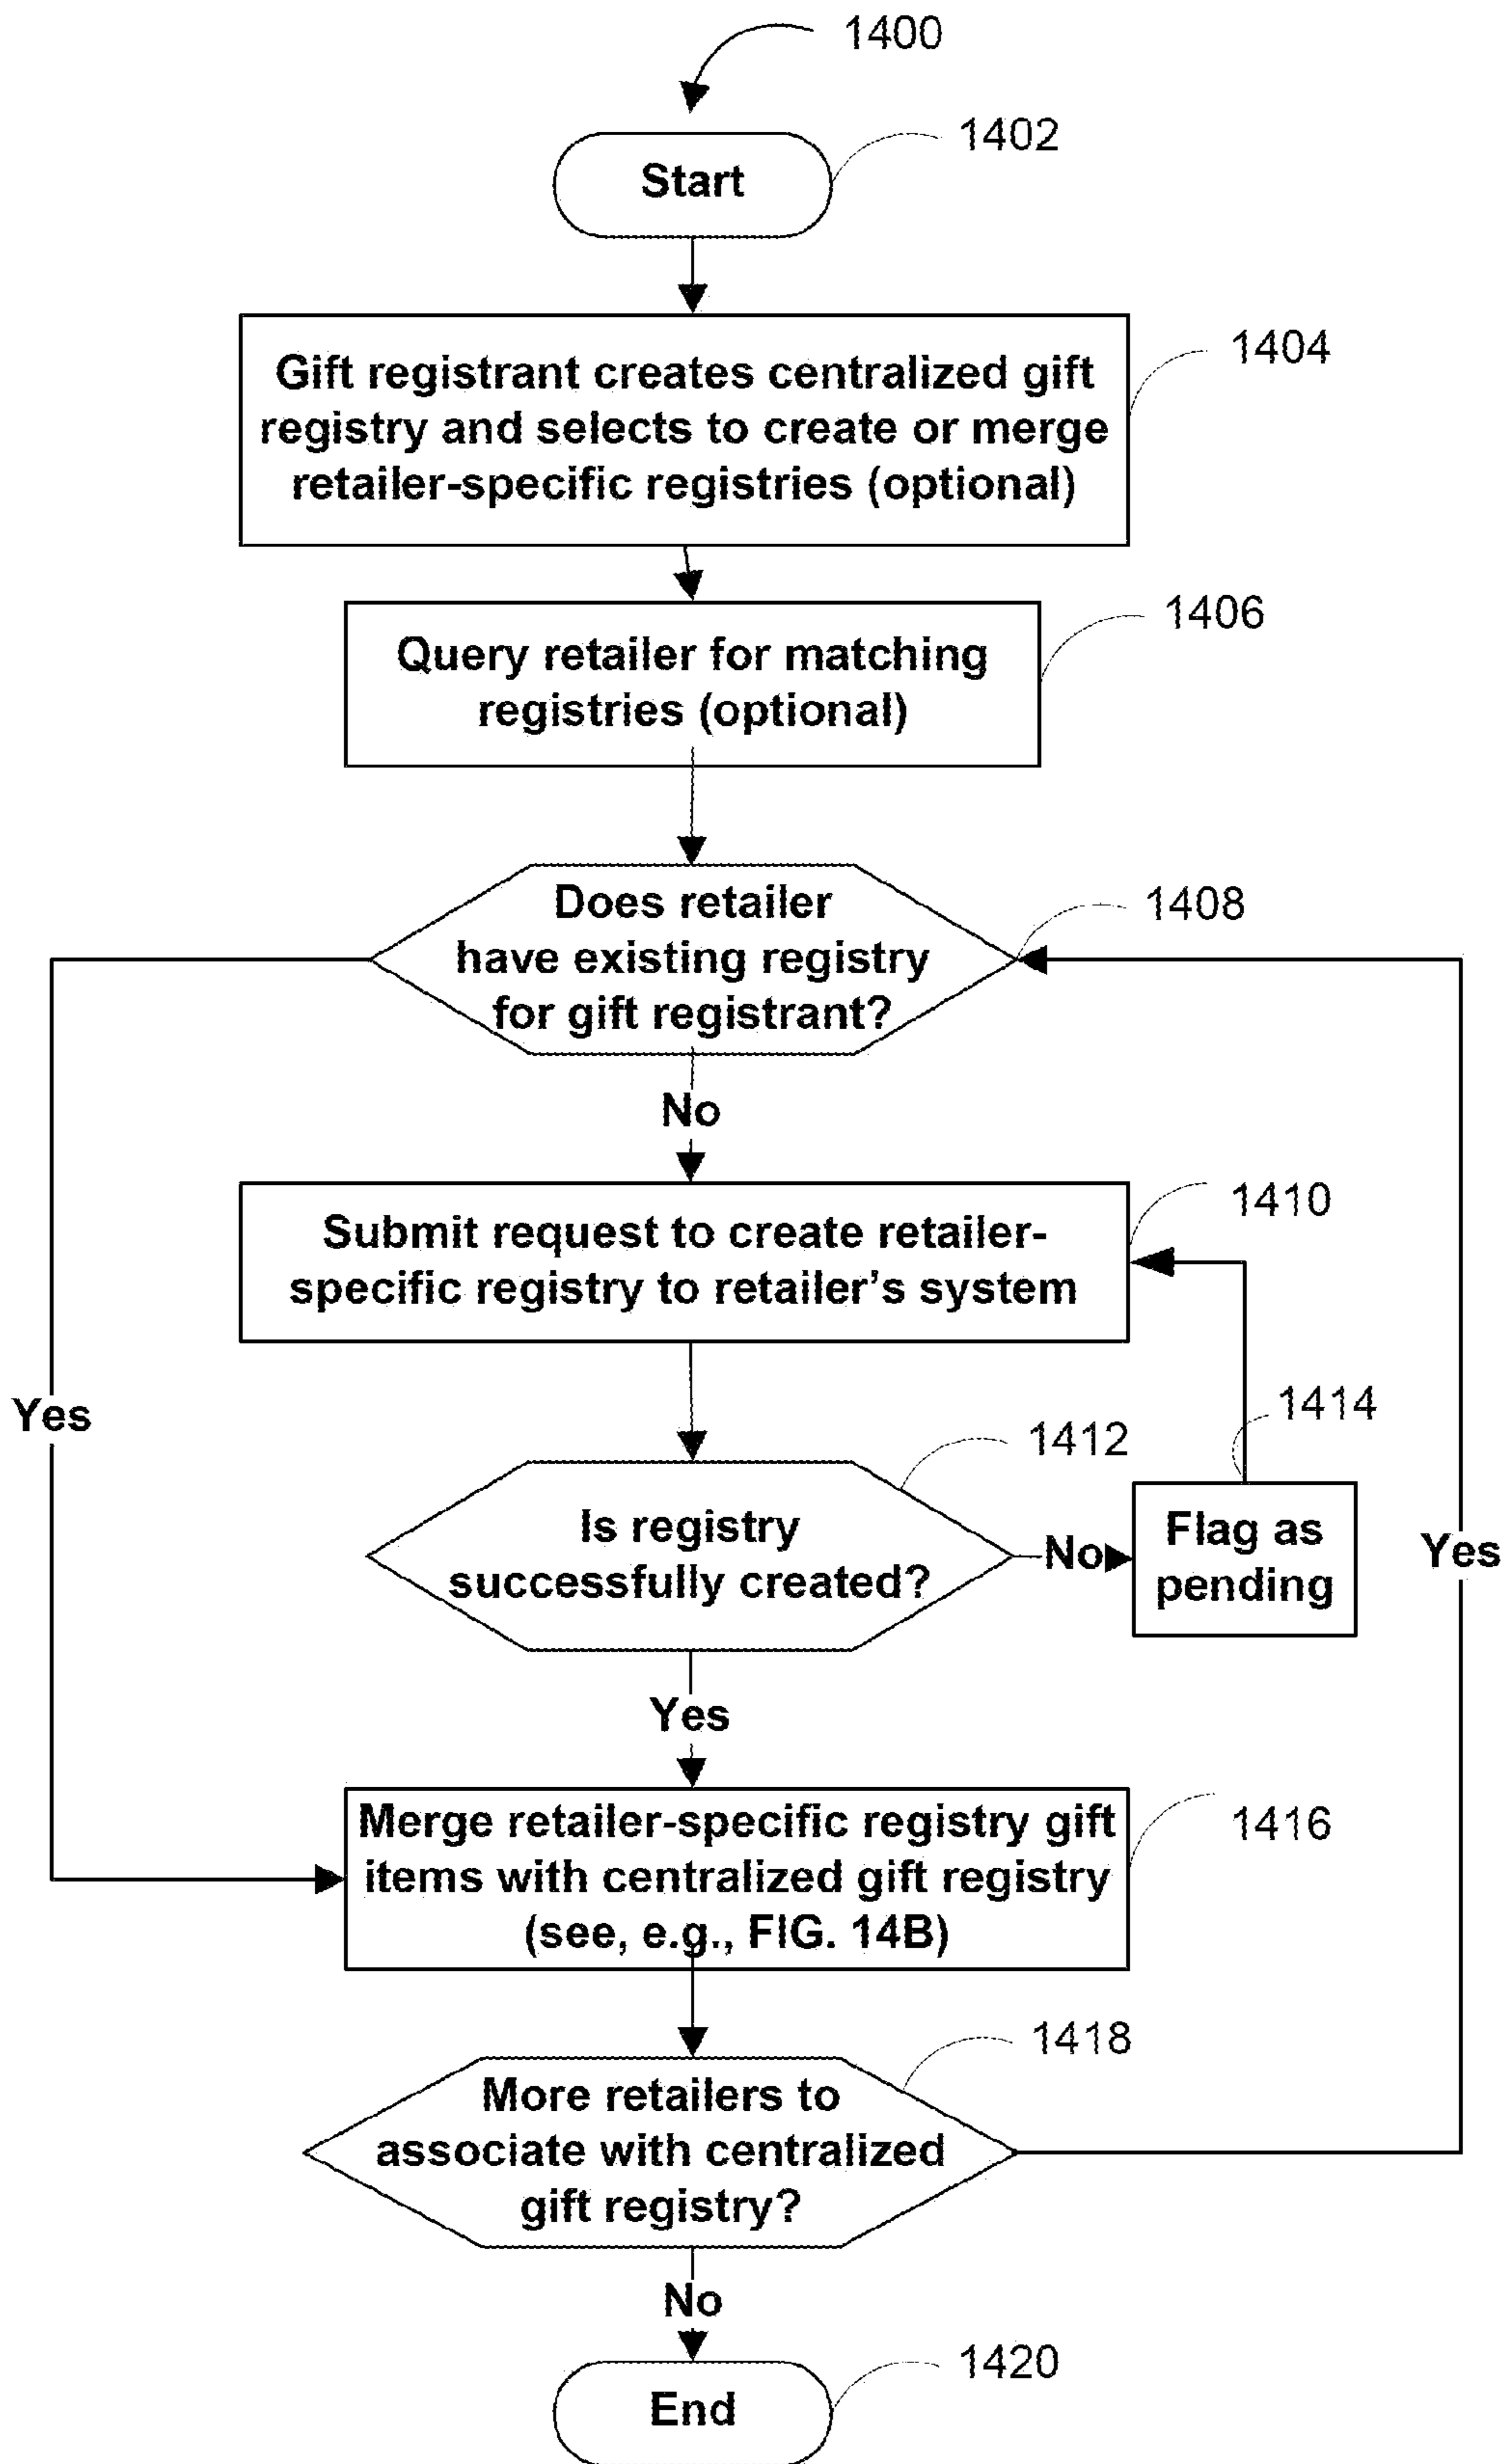 1400
1402
Start
1404
Gift registrant creates centralized gift
registry and selects to create or merge
retailer-specific registries (optional)
1406
Query retailer for matching
registries (optional)
1408
Does retailer
have existing registry
for gift registrant?
No
1410
Submit request to create retailer-
specific registry to retailer's system
Yes
1414
1412
Is registry
successfully created?
No
Flag as
pending
Yes
Yes
1416
Merge retailer-specific registry gift
items with centralized gift registry
(see, e.g., FIG. 14B)
1418
More retailers to
associate with centralized
gift registry?
No
1420
End